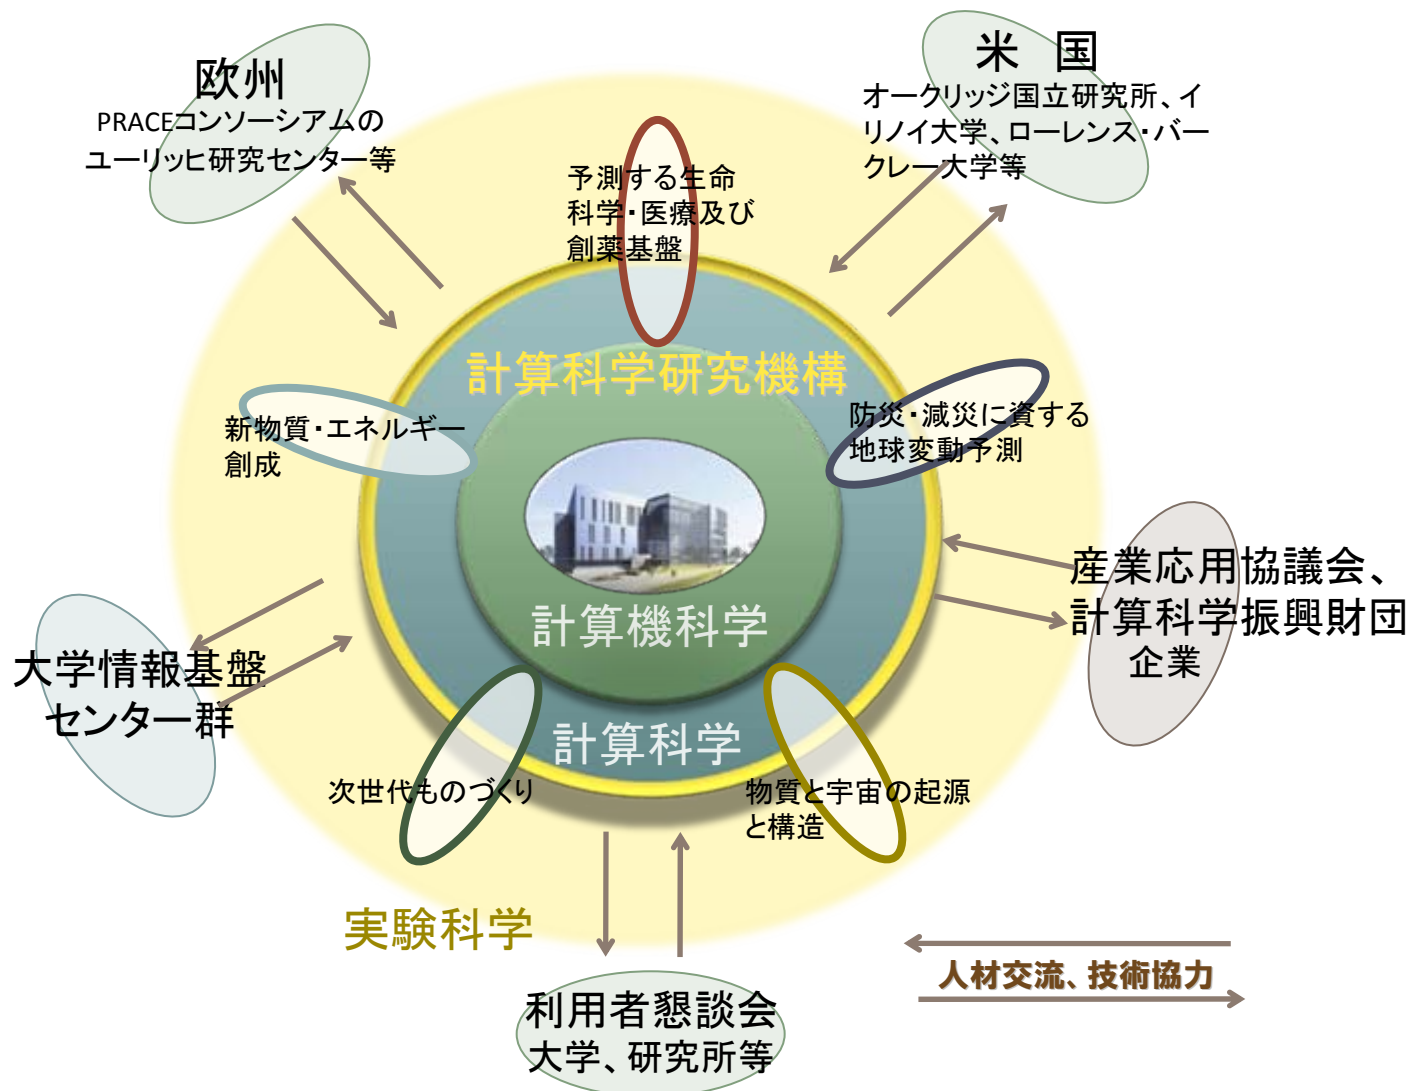 欧州
PRACEコンソーシアムの
ユーリッヒ研究センター等
米　国
オークリッジ国立研究所、イ
リノイ大学、ローレンス・バー
クレー大学等
予測する生命
科学・医療及び
創薬基盤
計算科学研究機構
新物質・エネルギー
創成
防災・減災に資する
地球変動予測
計算機科学
産業応用協議会、
計算科学振興財団
企業
大学情報基盤
センター群
計算科学
次世代ものづくり
物質と宇宙の起源
と構造
実験科学
人材交流、技術協力
利用者懇談会
大学、研究所等